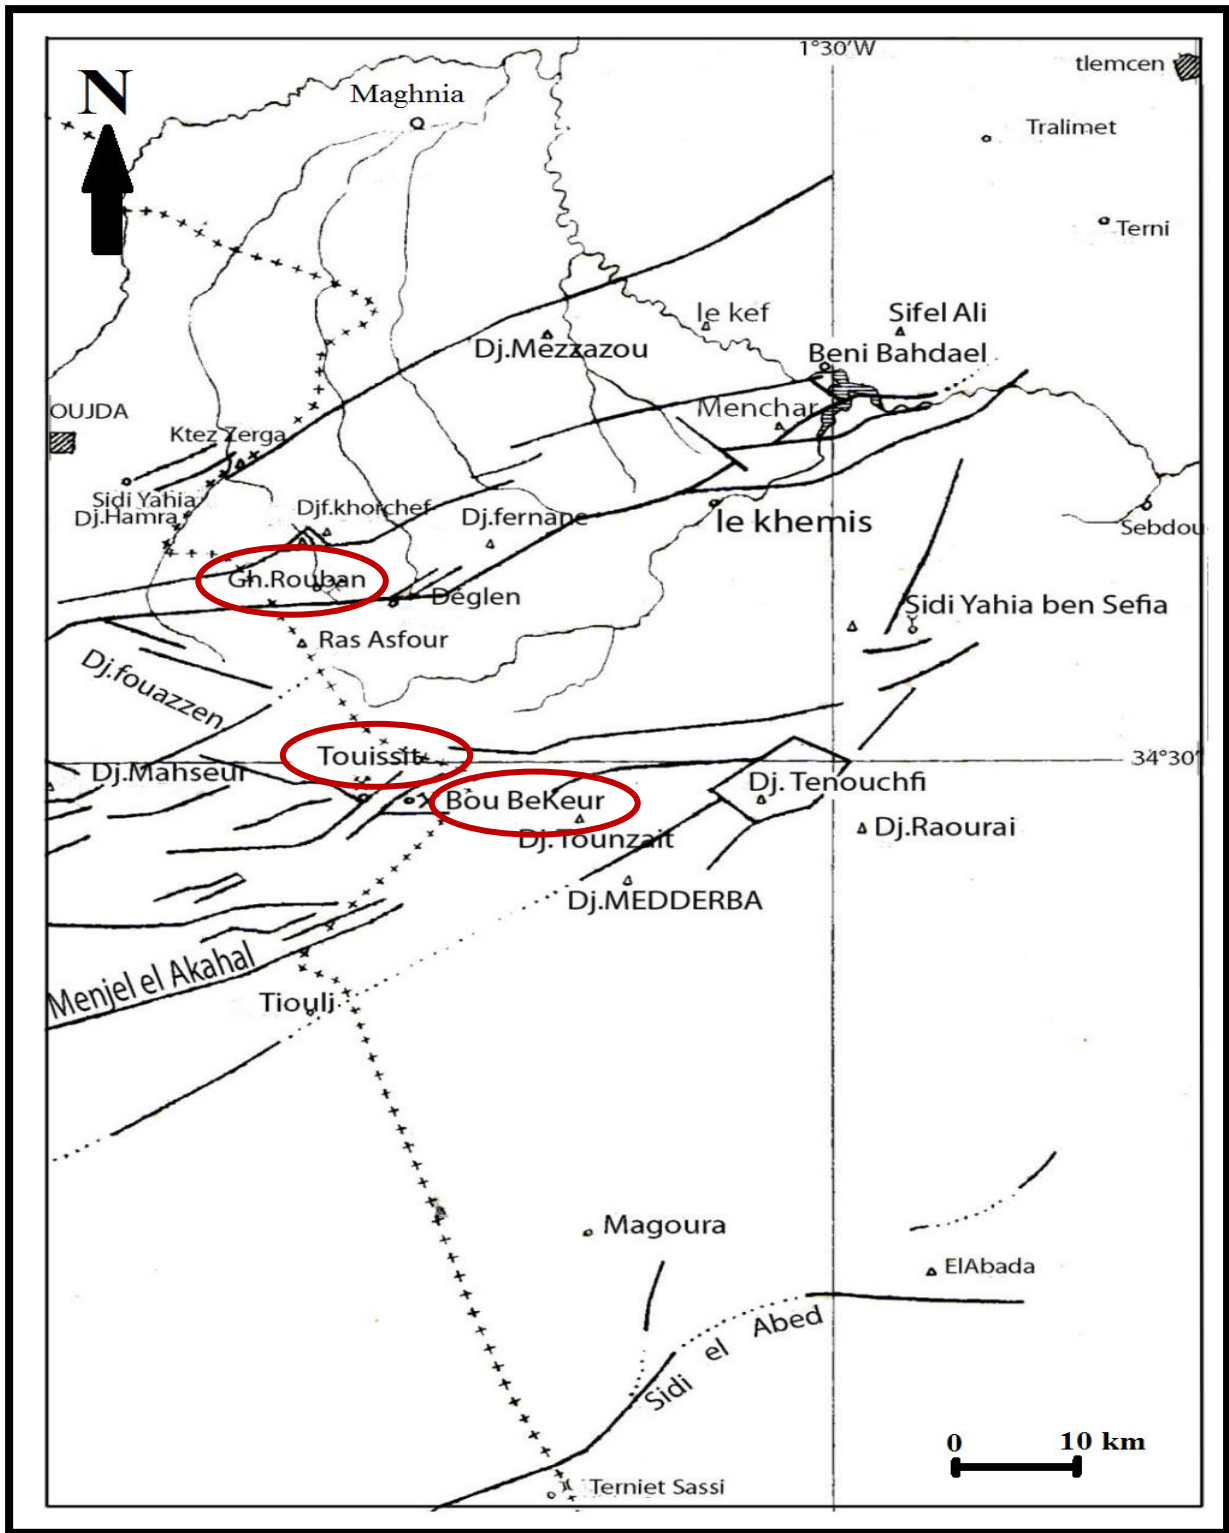 1°30'W
tlemcen
N
Maghnia
Tralimet
Terni
le kef
Sifel Ali
Dj.Mezzazou
Beni Bahdael
OUJDA
Menchar
Ktez Zerga
Sidi Yahia
Djf.khorchef
Dj.Hamra
Dj.fernane
le khemis
Sebdou
Gh.Rouban
Deglen
Sidi Yahia ben Sefia
Ras Asfour
Dj.fouazzen
Touissit
34°30'
Dj.Mahseur
Dj. Tenouchfi
Bou BeKeur
Dj.Raourai
Dj.Tounzait
Dj.MEDDERBA
Menjel el Akahal
Tiouli
Magoura
ElAbada
Sidi el Abed
0 10 km
Terniet Sassi